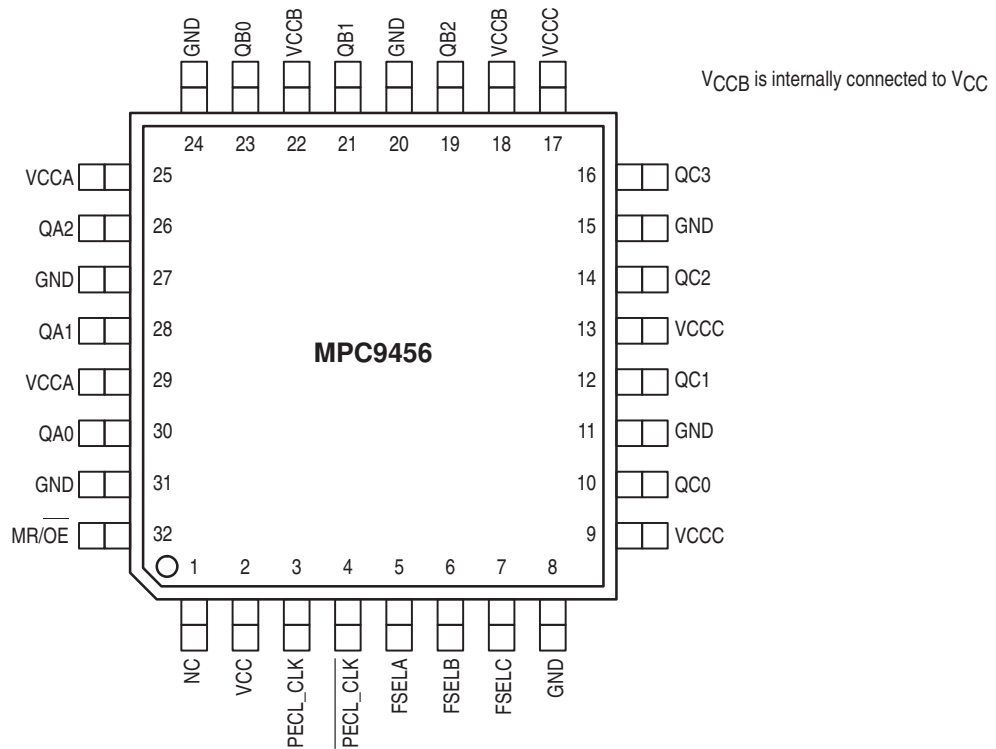 GND
QB0
VCCB
QB1
GND
QB2
VCCB
VCCC
VCCB is internally connected to VCC
24 23 22 21 20 19 18 17
VCCA 25
16 QC3
QA2 26
15 GND
GND 27
14 QC2
QA1 28
13 VCCC
MPC9456
VCCA 29
12 QC1
QA0 30
11 GND
GND 31
10 QC0
MR/O̅E̅ 32
9 VCCC
1 2 3 4 5 6 7 8
NC
VCC
PECL_CLK
P̅E̅C̅L̅_̅C̅L̅K̅
FSELA
FSELB
FSELC
GND